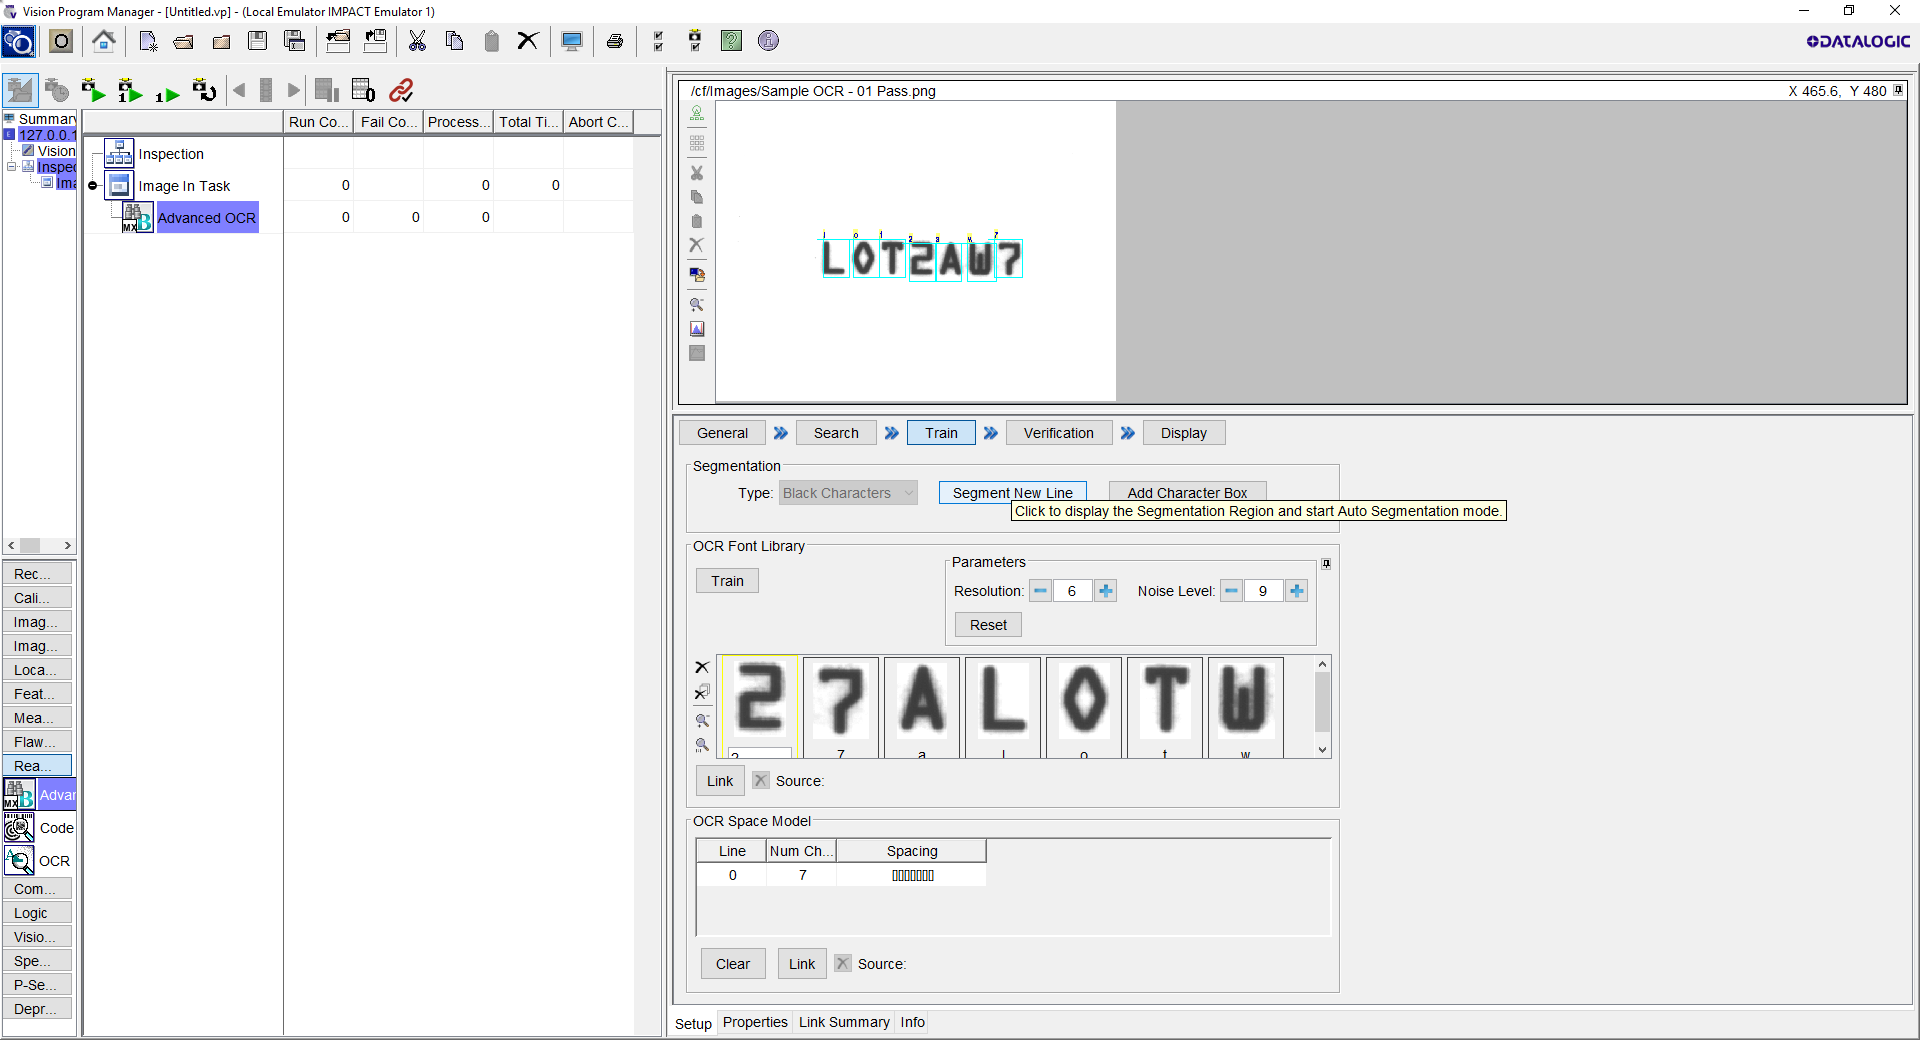 Vision Program Manager - [Untitled.vp] - (Local Emulator IMPACT Emulator 1)
DATALOGIC
Summary
127.0.0.1
Vision
Inspec
Ima
Run Co... Fail Co... Process... Total Ti... Abort C...
Inspection
Image In Task 0 0 0
Advanced OCR 0 0 0
/cf/Images/Sample OCR - 01 Pass.png X 465.6, Y 480
l o t 2 a w 7
LOT2AW7
General Search Train Verification Display
Segmentation
Type: Black Characters Segment New Line Add Character Box
Click to display the Segmentation Region and start Auto Segmentation mode.
OCR Font Library
Train
Parameters
Resolution: 6 Noise Level: 9
Reset
2 7 A L O T W
2 7 a l o t w
Link Source:
OCR Space Model
Line Num Ch... Spacing
0 7
Clear Link Source:
Setup Properties Link Summary Info
Rec...
Cali...
Imag...
Imag...
Loca...
Feat...
Mea...
Flaw...
Rea...
MX B Advan
Code
OCR
Com...
Logic
Visio...
Spe...
P-Se...
Depr...